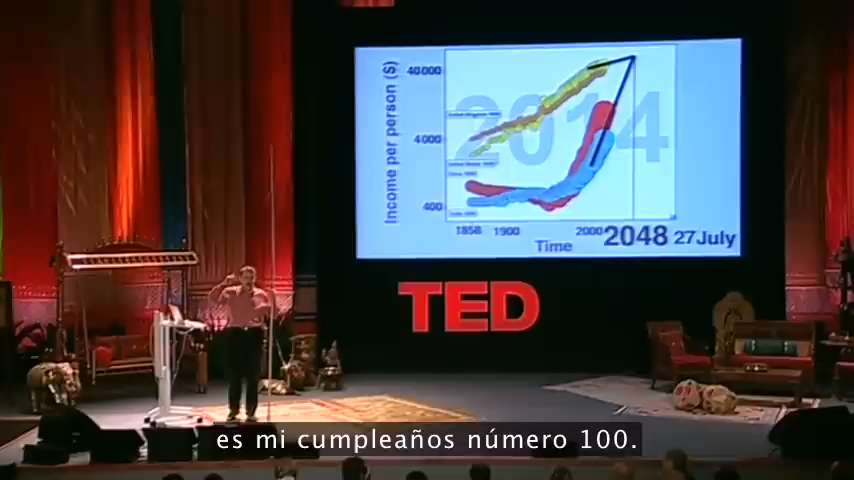 40000
4000
400
Income per person ($)
2014
1858 1900 2000 2048 27 July
Time
TED
es mi cumpleaños número 100.